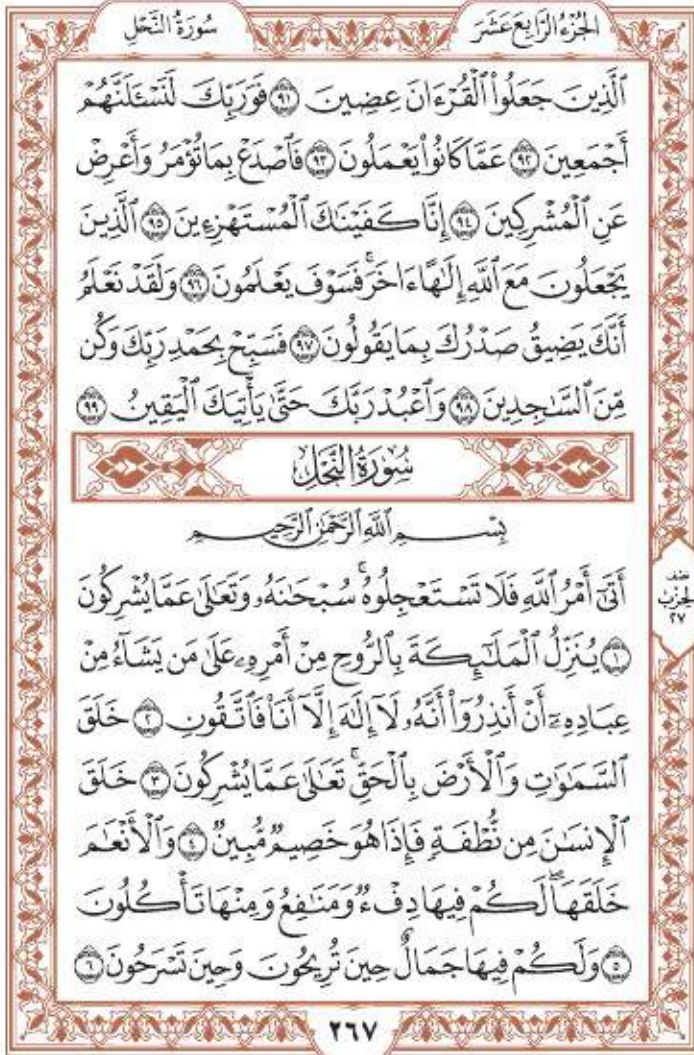 الجُزْءُ الرَّابِعَ عَشَرَ
سُورَةُ النَّحْلِ
ٱلَّذِينَ جَعَلُوا۟ ٱلْقُرْءَانَ عِضِينَ ٩١ فَوَرَبِّكَ لَنَسْـَٔلَنَّهُمْ
أَجْمَعِينَ ٩٢ عَمَّا كَانُوا۟ يَعْمَلُونَ ٩٣ فَٱصْدَعْ بِمَا تُؤْمَرُ وَأَعْرِضْ
عَنِ ٱلْمُشْرِكِينَ ٩٤ إِنَّا كَفَيْنَـٰكَ ٱلْمُسْتَهْزِءِينَ ٩٥ ٱلَّذِينَ
يَجْعَلُونَ مَعَ ٱللَّهِ إِلَـٰهًا ءَاخَرَ ۚ فَسَوْفَ يَعْلَمُونَ ٩٦ وَلَقَدْ نَعْلَمُ
أَنَّكَ يَضِيقُ صَدْرُكَ بِمَا يَقُولُونَ ٩٧ فَسَبِّحْ بِحَمْدِ رَبِّكَ وَكُن
مِّنَ ٱلسَّـٰجِدِينَ ٩٨ وَٱعْبُدْ رَبَّكَ حَتَّىٰ يَأْتِيَكَ ٱلْيَقِينُ ٩٩
سُورَةُ النَّحْلِ
بِسْمِ ٱللَّهِ ٱلرَّحْمَـٰنِ ٱلرَّحِيمِ
أَتَىٰٓ أَمْرُ ٱللَّهِ فَلَا تَسْتَعْجِلُوهُ ۚ سُبْحَـٰنَهُۥ وَتَعَـٰلَىٰ عَمَّا يُشْرِكُونَ
١ يُنَزِّلُ ٱلْمَلَـٰٓئِكَةَ بِٱلرُّوحِ مِنْ أَمْرِهِۦ عَلَىٰ مَن يَشَآءُ مِنْ
عِبَادِهِۦٓ أَنْ أَنذِرُوٓا۟ أَنَّهُۥ لَآ إِلَـٰهَ إِلَّآ أَنَا۠ فَٱتَّقُونِ ٢ خَلَقَ
ٱلسَّمَـٰوَٰتِ وَٱلْأَرْضَ بِٱلْحَقِّ ۚ تَعَـٰلَىٰ عَمَّا يُشْرِكُونَ ٣ خَلَقَ
ٱلْإِنسَـٰنَ مِن نُّطْفَةٍ فَإِذَا هُوَ خَصِيمٌ مُّبِينٌ ٤ وَٱلْأَنْعَـٰمَ
خَلَقَهَا ۗ لَكُمْ فِيهَا دِفْءٌ وَمَنَـٰفِعُ وَمِنْهَا تَأْكُلُونَ
٥ وَلَكُمْ فِيهَا جَمَالٌ حِينَ تُرِيحُونَ وَحِينَ تَسْرَحُونَ ٦
نصف
الحزب
٢٧
٢٦٧